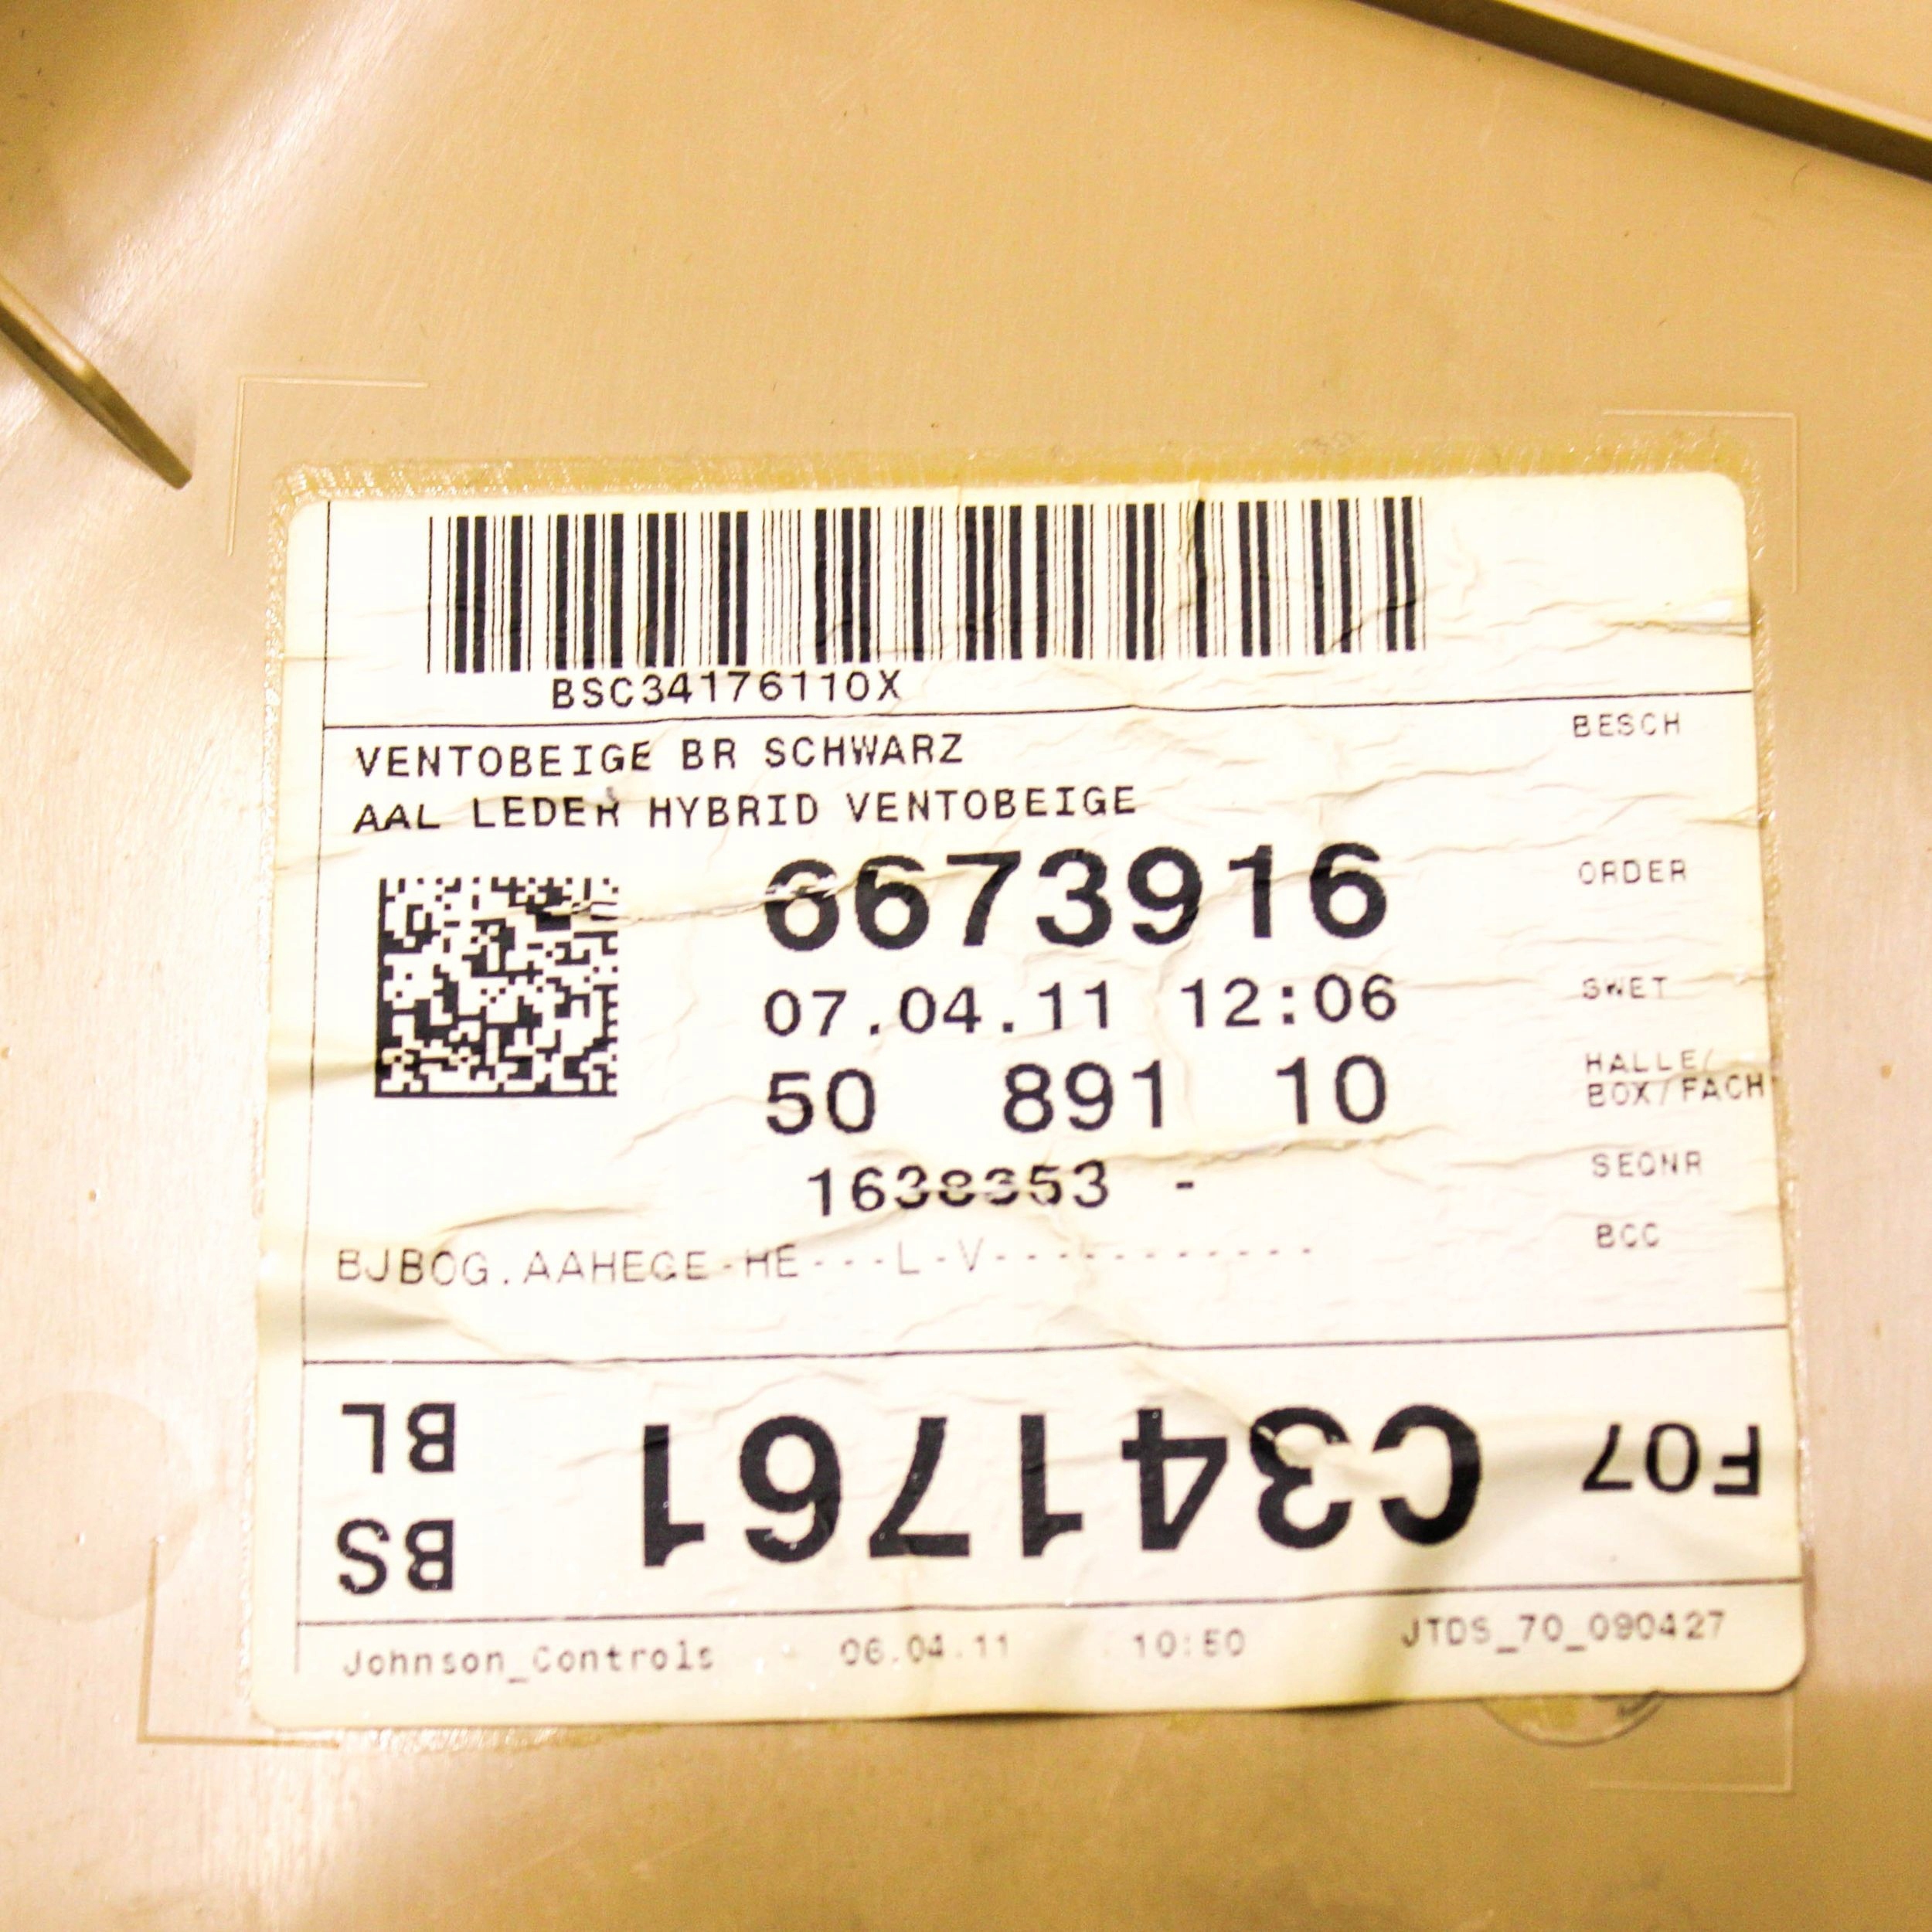 BSC34176110X
BESCH
VENTOBEIGE BR SCHWARZ
AAL LEDER HYBRID VENTOBEIGE
6673916
ORDER
07.04.11 12:06
SWET
50 891 10
HALLE/
BOX/FACH
1638353 -
SEQNR
BJBOG.AAHEGE-HE---L-V------------
BCC
F07 C341761 BL
BS
Johnson_Controls 06.04.11 10:50 JTDS_70_090427